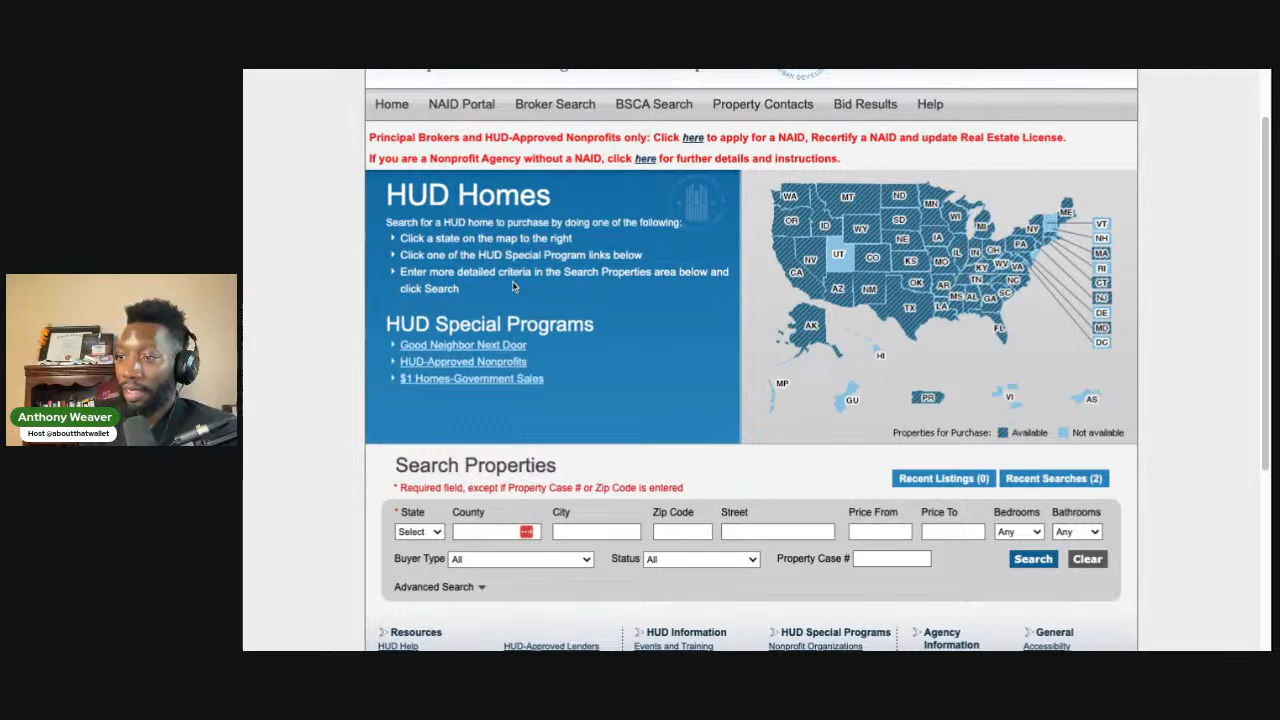 URBAN DEVELO
Home NAID Portal Broker Search BSCA Search Property Contacts Bid Results Help
Principal Brokers and HUD-Approved Nonprofits only: Click here to apply for a NAID, Recertify a NAID and update Real Estate License.
If you are a Nonprofit Agency without a NAID, click here for further details and instructions.
HUD Homes
Search for a HUD home to purchase by doing one of the following:
Click a state on the map to the right
Click one of the HUD Special Program links below
Enter more detailed criteria in the Search Properties area below and
click Search
HUD Special Programs
Good Neighbor Next Door
HUD-Approved Nonprofits
$1 Homes-Government Sales
WA MT ND MN ME
OR ID WY SD WI MI NY VT
NH
NV UT CO NE IA IL IN OH PA MA
CA KS MO KY WV VA RI
CT
AZ NM OK AR TN NC NJ
TX LA MS AL GA SC DE
MD
AK FL DC
HI
MP GU PR VI AS
Properties for Purchase: Available Not available
Anthony Weaver
Host @aboutthatwallet
Search Properties
* Required field, except if Property Case # or Zip Code is entered
Recent Listings (0) Recent Searches (2)
* State County City Zip Code Street Price From Price To Bedrooms Bathrooms
Select Any Any
Buyer Type All Status All Property Case # Search Clear
Advanced Search
Resources HUD Information HUD Special Programs Agency Information General
HUD Help HUD-Approved Lenders Events and Training Nonprofit Organizations Accessibility